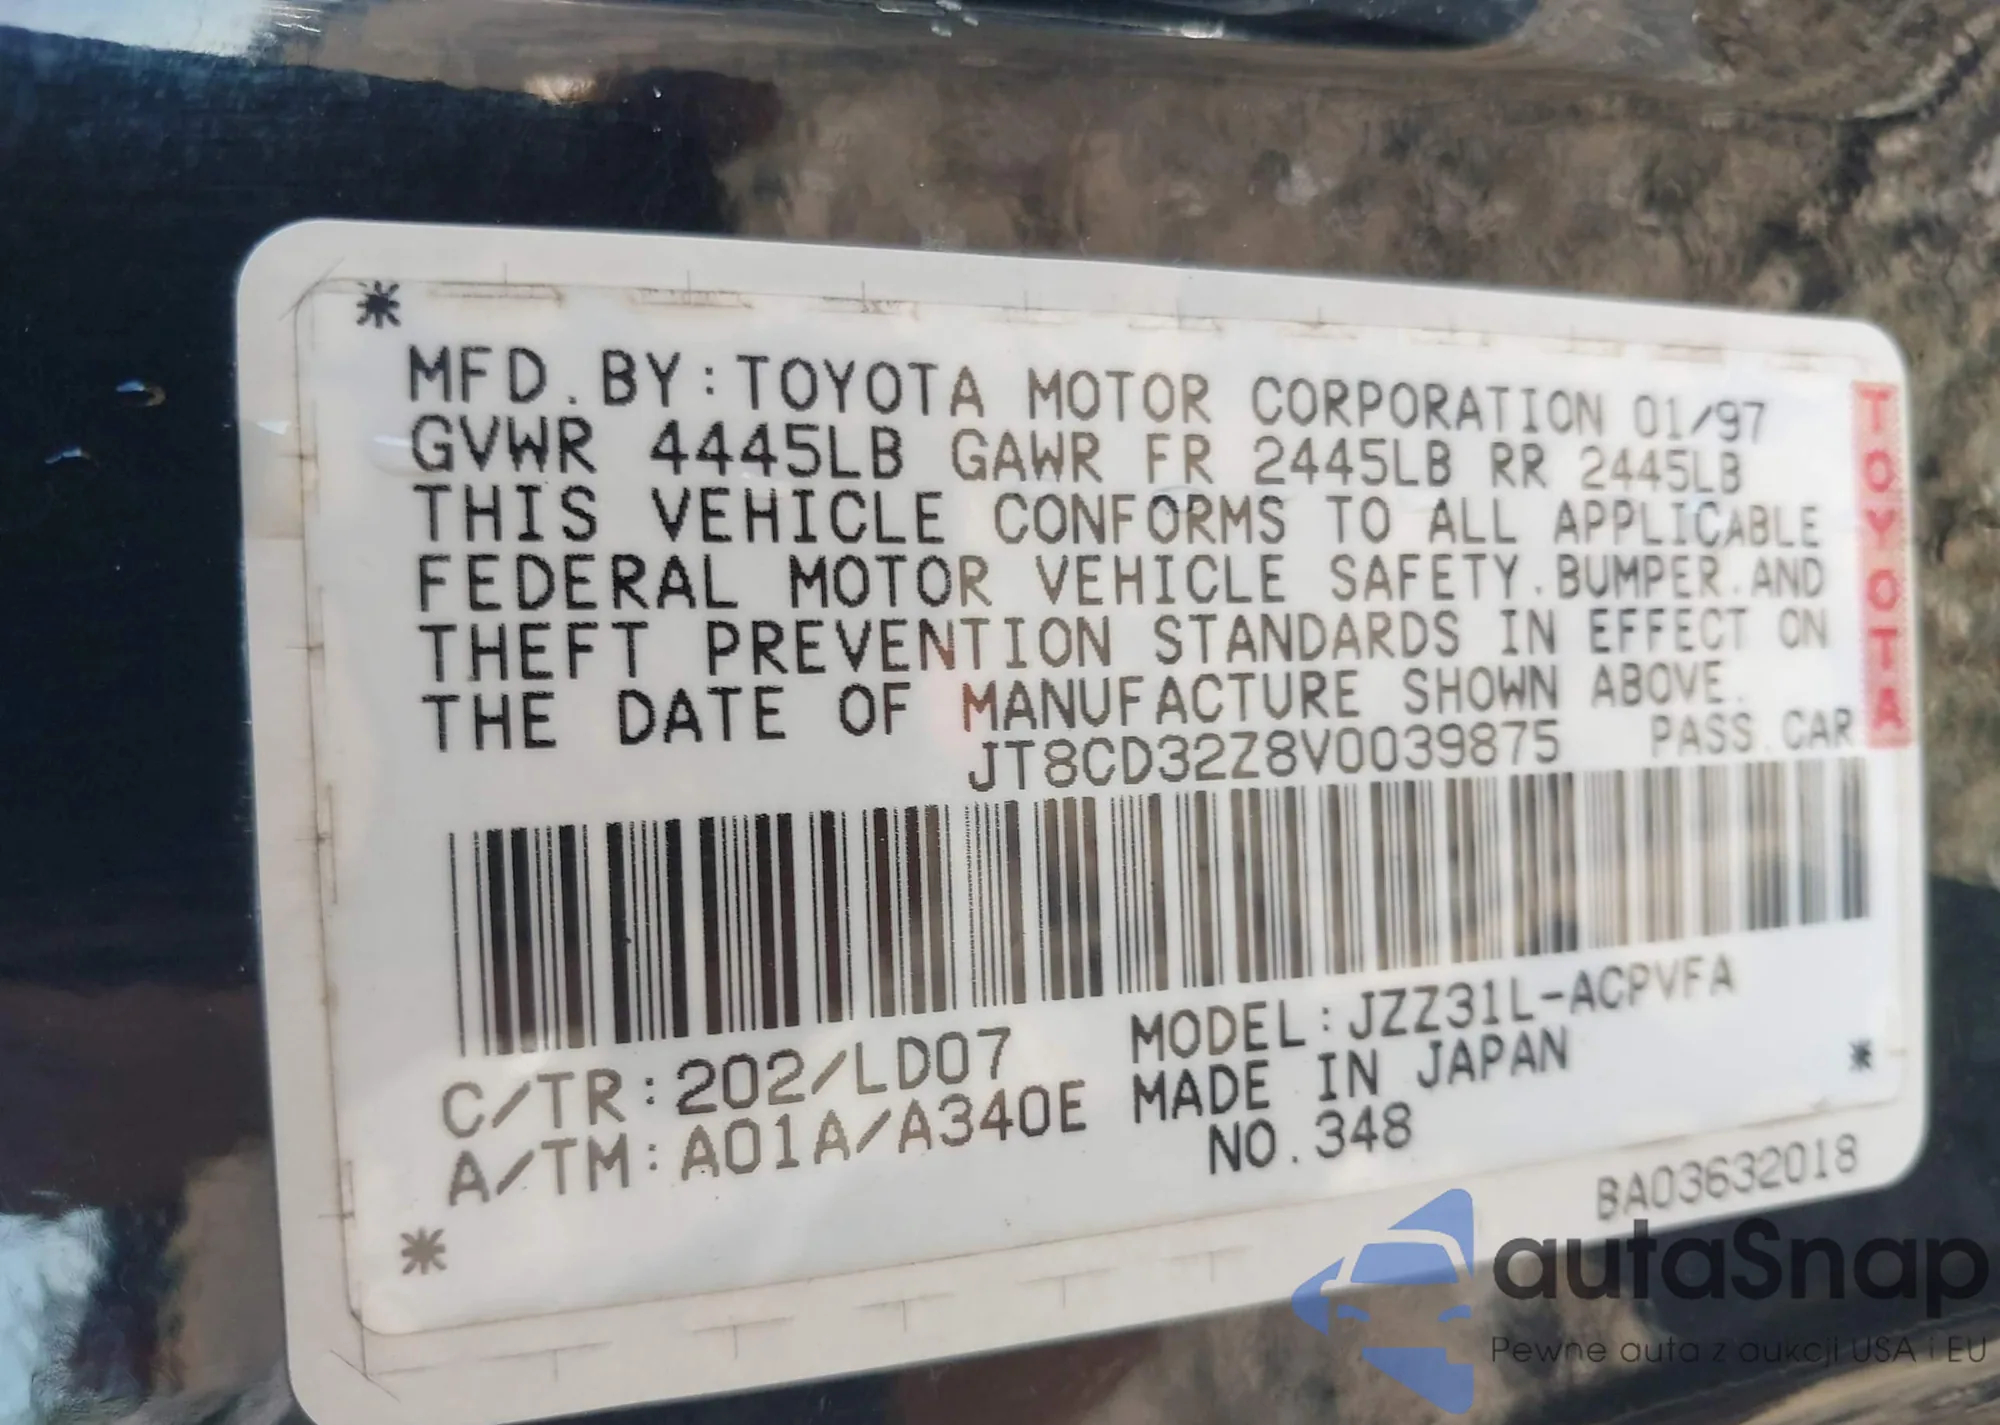 MFD.BY:TOYOTA MOTOR CORPORATION 01/97
GVWR 4445LB GAWR FR 2445LB RR 2445LB
THIS VEHICLE CONFORMS TO ALL APPLICABLE
FEDERAL MOTOR VEHICLE SAFETY.BUMPER.AND
THEFT PREVENTION STANDARDS IN EFFECT ON
THE DATE OF MANUFACTURE SHOWN ABOVE.
JT8CD32Z8V0039875 PASS.CAR
TOYOTA
C/TR:202/LD07 MODEL:JZZ31L-ACPVFA
A/TM:A01A/A340E MADE IN JAPAN
NO.348
BA03632018
autaSnap
Pewne auta z aukcji USA i EU